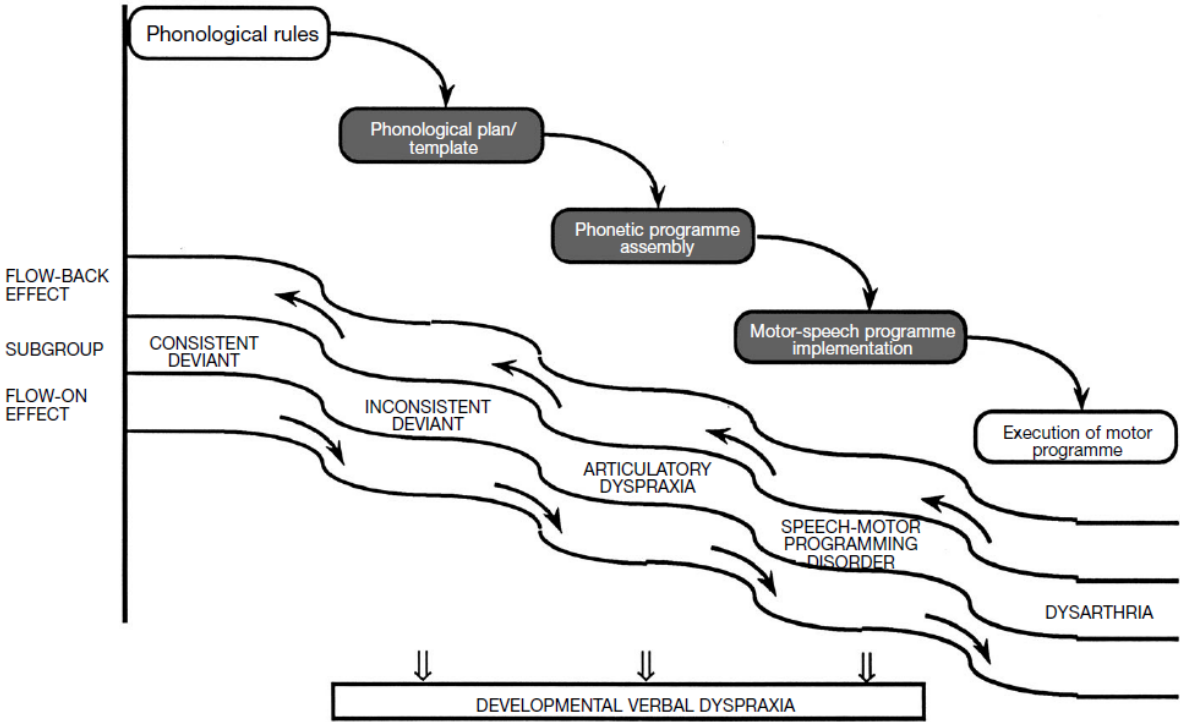 Phonological rules
Phonological plan/
template
Phonetic programme
assembly
Motor-speech programme
implementation
Execution of motor
programme
FLOW-BACK
EFFECT
SUBGROUP
FLOW-ON
EFFECT
CONSISTENT
DEVIANT
INCONSISTENT
DEVIANT
ARTICULATORY
DYSPRAXIA
SPEECH-MOTOR
PROGRAMMING
DISORDER
DYSARTHRIA
DEVELOPMENTAL VERBAL DYSPRAXIA